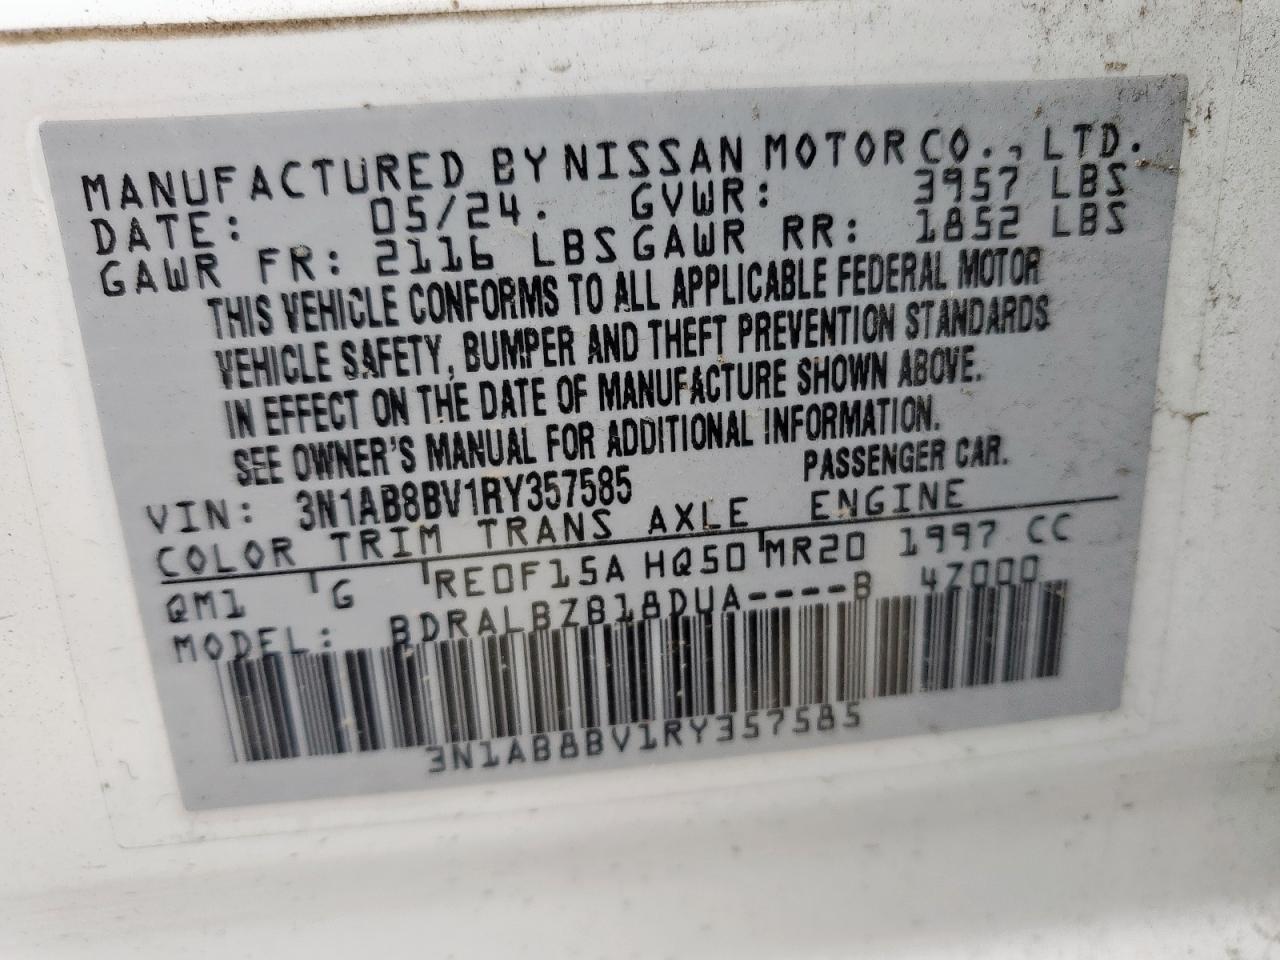 MANUFACTURED BY NISSAN MOTOR CO., LTD.
DATE: 05/24. GVWR: 3957 LBS
GAWR FR: 2116 LBS GAWR RR: 1852 LBS
THIS VEHICLE CONFORMS TO ALL APPLICABLE FEDERAL MOTOR
VEHICLE SAFETY, BUMPER AND THEFT PREVENTION STANDARDS
IN EFFECT ON THE DATE OF MANUFACTURE SHOWN ABOVE.
SEE OWNER'S MANUAL FOR ADDITIONAL INFORMATION.
VIN: 3N1AB8BV1RY357585 PASSENGER CAR.
COLOR TRIM TRANS AXLE ENGINE
QM1 G RE0F15A HQ50 MR20 1997 CC
MODEL: BDRALBZB18DUA----B 47000
3N1AB8BV1RY357585